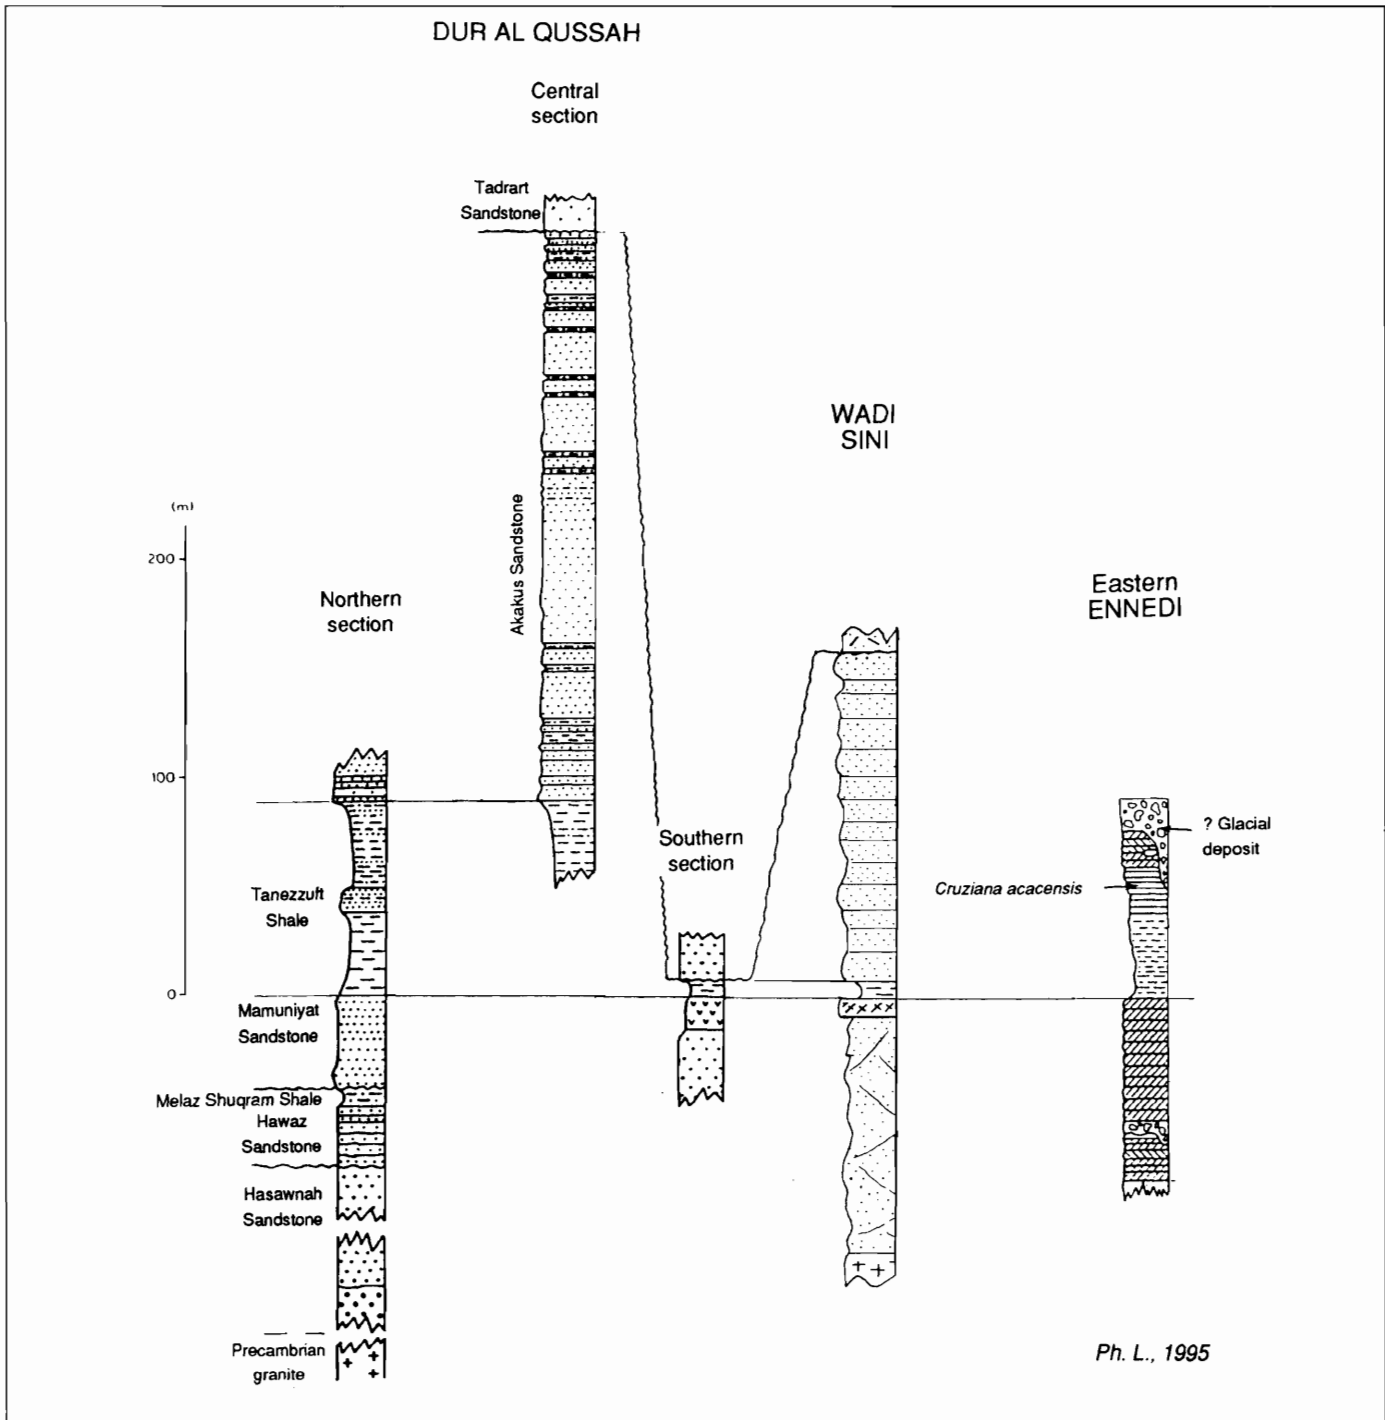 DUR AL QUSSAH
Central
section
Tadrart
Sandstone
WADI
SINI
(m)
200
Akakus Sandstone
Eastern
ENNEDI
Northern
section
100
Southern
section
? Glacial
deposit
Cruziana acacensis
Tanezzuft
Shale
0
Mamuniyat
Sandstone
Melaz Shuqram Shale
Hawaz
Sandstone
Hasawnah
Sandstone
Precambrian
granite
Ph. L., 1995